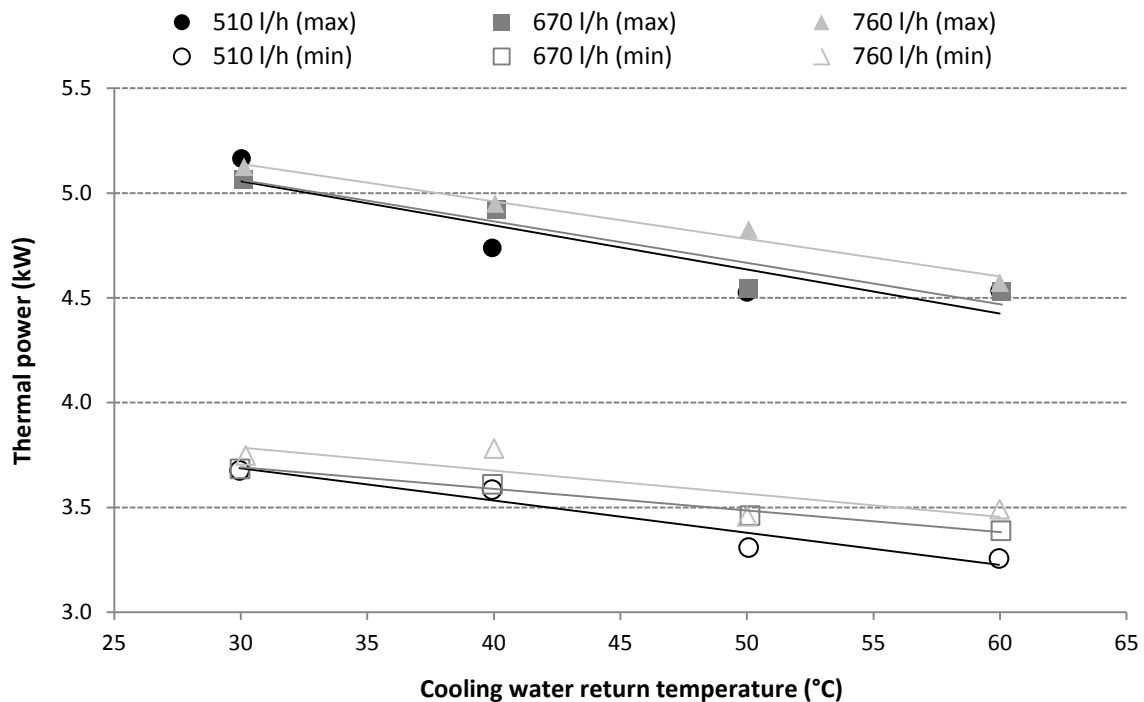 510 l/h (max) 670 l/h (max) 760 l/h (max)
510 l/h (min) 670 l/h (min) 760 l/h (min)
5.5
5.0
4.5
4.0
3.5
3.0
Thermal power (kW)
25 30 35 40 45 50 55 60 65
Cooling water return temperature (°C)